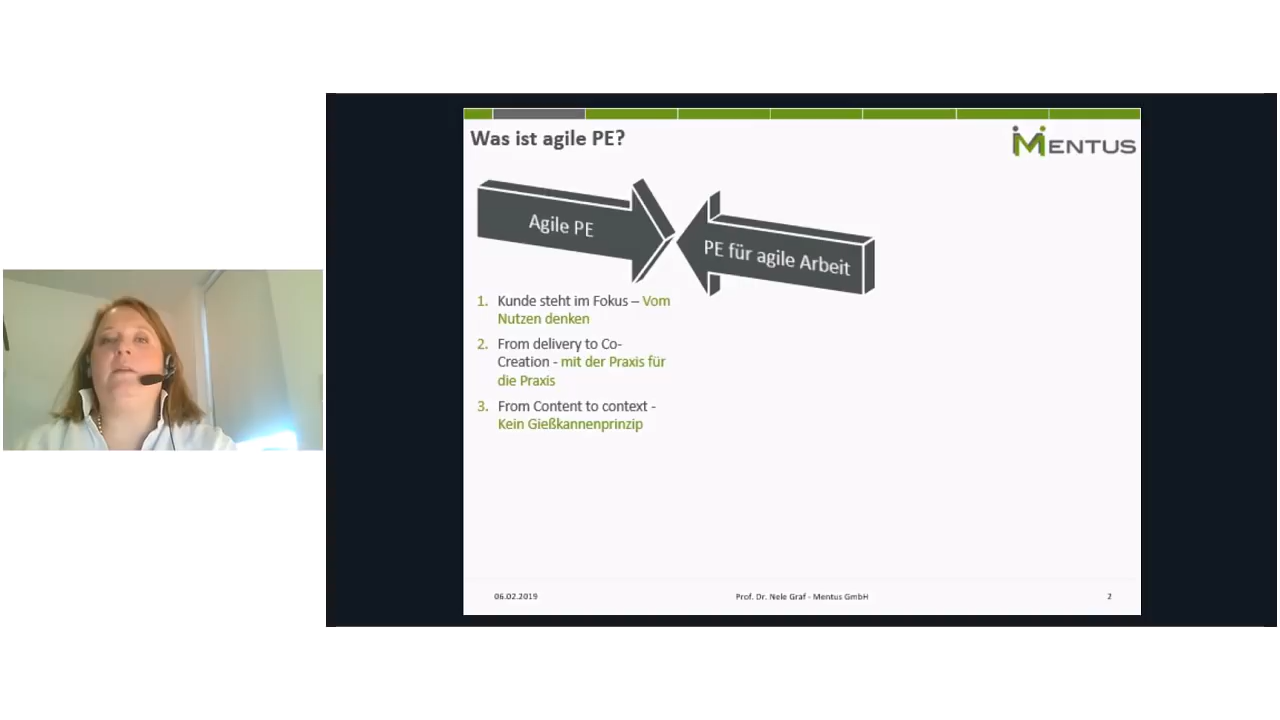 Was ist agile PE?
MENTUS
Agile PE
PE für agile Arbeit
1. Kunde steht im Fokus – Vom
Nutzen denken
2. From delivery to Co-
Creation - mit der Praxis für
die Praxis
3. From Content to context -
Kein Gießkannenprinzip
06.02.2019
Prof. Dr. Nele Graf - Mentus GmbH
2